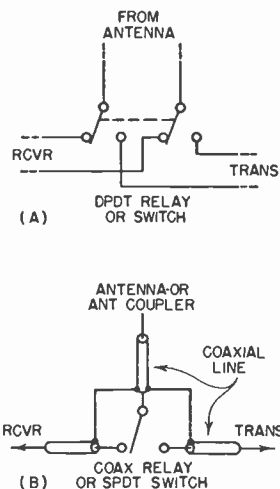 FROM
ANTENNA
RCVR
TRANS
(A)
DPDT RELAY
OR SWITCH
ANTENNA-OR
ANT COUPLER
COAXIAL
LINE
RCVR
TRANS
(B)
COAX RELAY
OR SPDT SWITCH